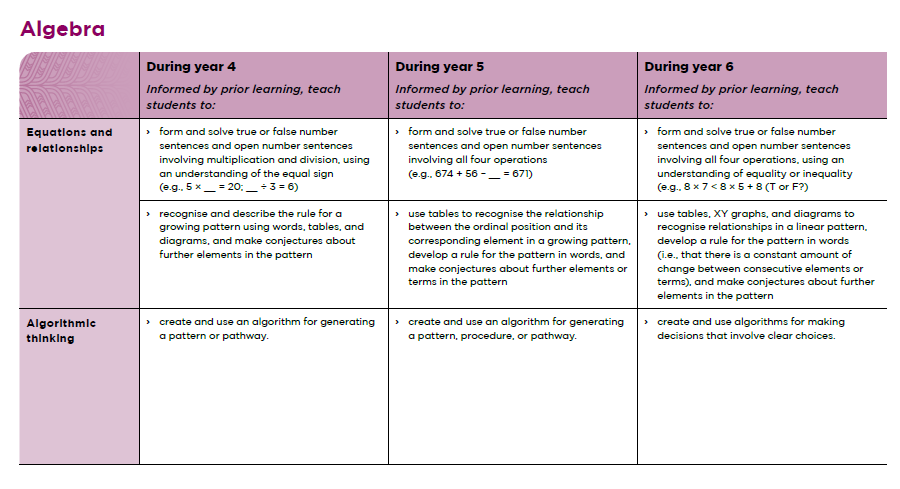 Algebra
During year 4
Informed by prior learning, teach
students to:
During year 5
Informed by prior learning, teach
students to:
During year 6
Informed by prior learning, teach
students to:
Equations and
relationships
› form and solve true or false number
sentences and open number sentences
involving multiplication and division, using
an understanding of the equal sign
(e.g., 5 × __ = 20; __ ÷ 3 = 6)
› form and solve true or false number
sentences and open number sentences
involving all four operations
(e.g., 674 + 56 − __ = 671)
› form and solve true or false number
sentences and open number sentences
involving all four operations, using an
understanding of equality or inequality
(e.g., 8 × 7 < 8 × 5 + 8 (T or F?)
› recognise and describe the rule for a
growing pattern using words, tables, and
diagrams, and make conjectures about
further elements in the pattern
› use tables to recognise the relationship
between the ordinal position and its
corresponding element in a growing pattern,
develop a rule for the pattern in words, and
make conjectures about further elements or
terms in the pattern
› use tables, XY graphs, and diagrams to
recognise relationships in a linear pattern,
develop a rule for the pattern in words
(i.e., that there is a constant amount of
change between consecutive elements or
terms), and make conjectures about further
elements in the pattern
Algorithmic
thinking
› create and use an algorithm for generating
a pattern or pathway.
› create and use an algorithm for generating
a pattern, procedure, or pathway.
› create and use algorithms for making
decisions that involve clear choices.